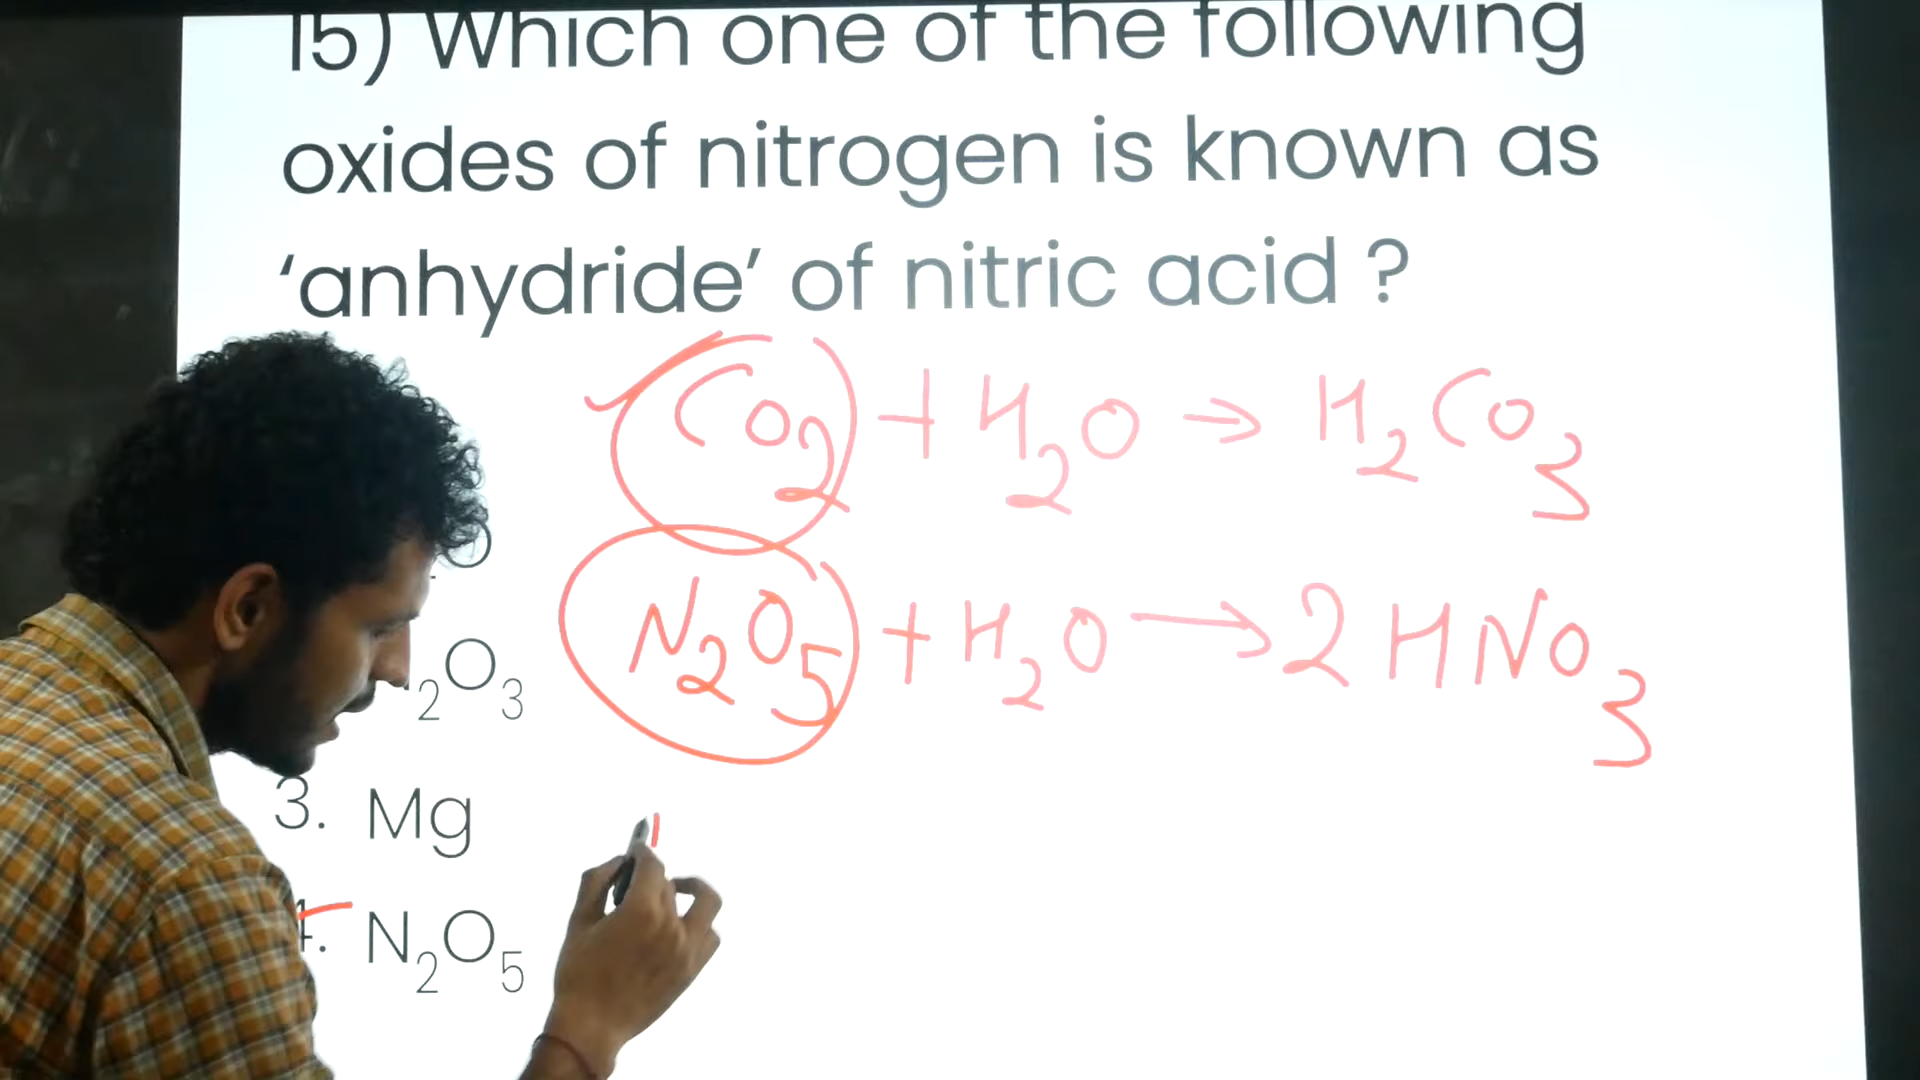 15) Which one of the following
oxides of nitrogen is known as
‘anhydride’ of nitric acid ?
CO2 + H2O → H2CO3
O
N2O5 + H2O → 2HNO3
2O3
3. Mg
4. N2O5